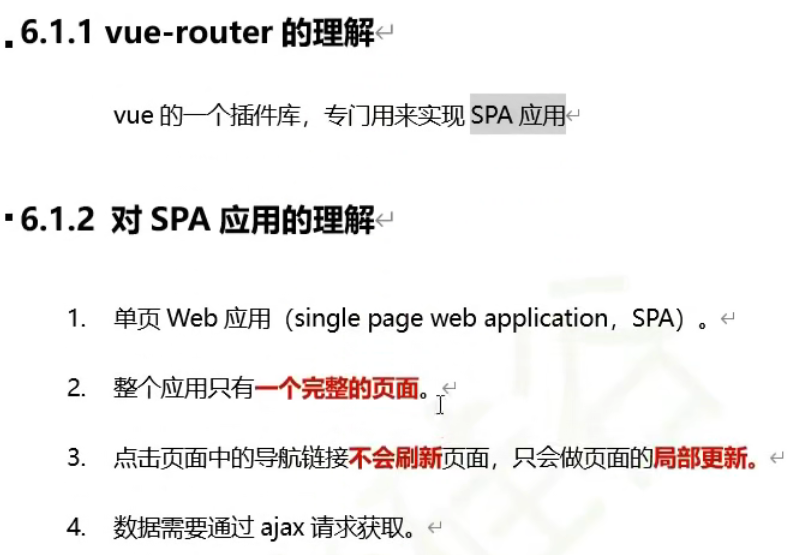 6.1.1 vue-router 的理解
vue 的一个插件库，专门用来实现 SPA 应用
6.1.2 对 SPA 应用的理解
1. 单页 Web 应用（single page web application，SPA）。
2. 整个应用只有一个完整的页面。
3. 点击页面中的导航链接不会刷新页面，只会做页面的局部更新。
4. 数据需要通过 ajax 请求获取。